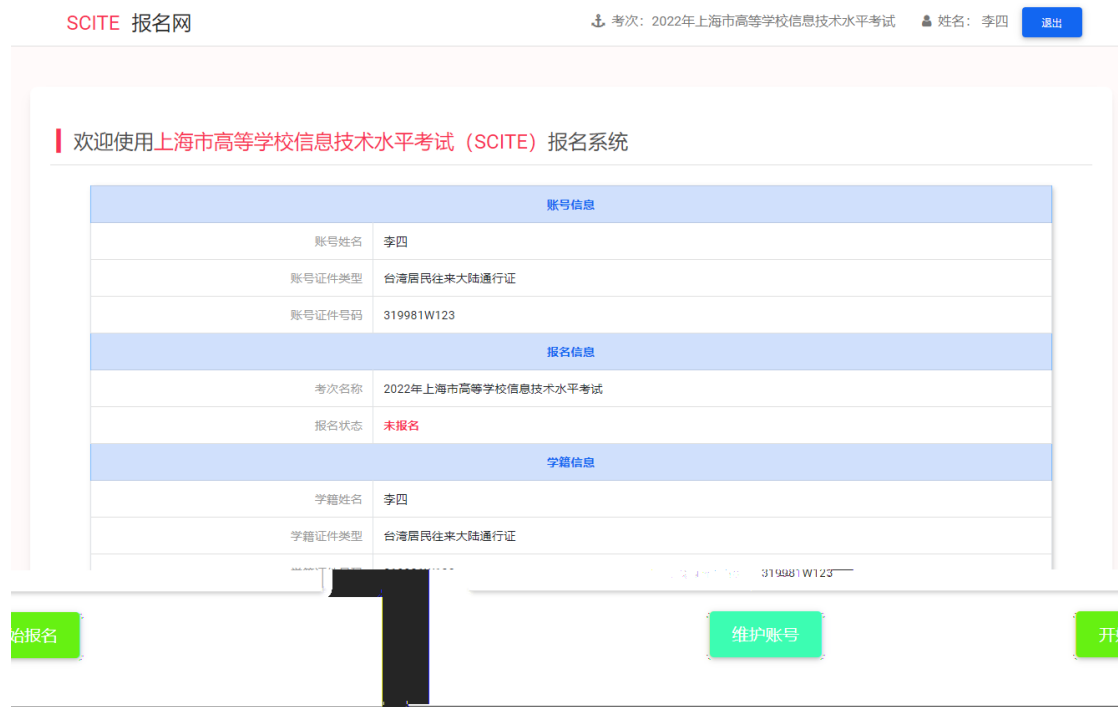 SCITE 报名网
考次：2022年上海市高等学校信息技术水平考试 姓名： 李四 退出
欢迎使用上海市高等学校信息技术水平考试（SCITE）报名系统
账号信息
账号姓名 李四
账号证件类型 台湾居民往来大陆通行证
账号证件号码 319981W123
报名信息
考次名称 2022年上海市高等学校信息技术水平考试
报名状态 未报名
学籍信息
学籍姓名 李四
学籍证件类型 台湾居民往来大陆通行证
319981W123
始报名 维护账号 开